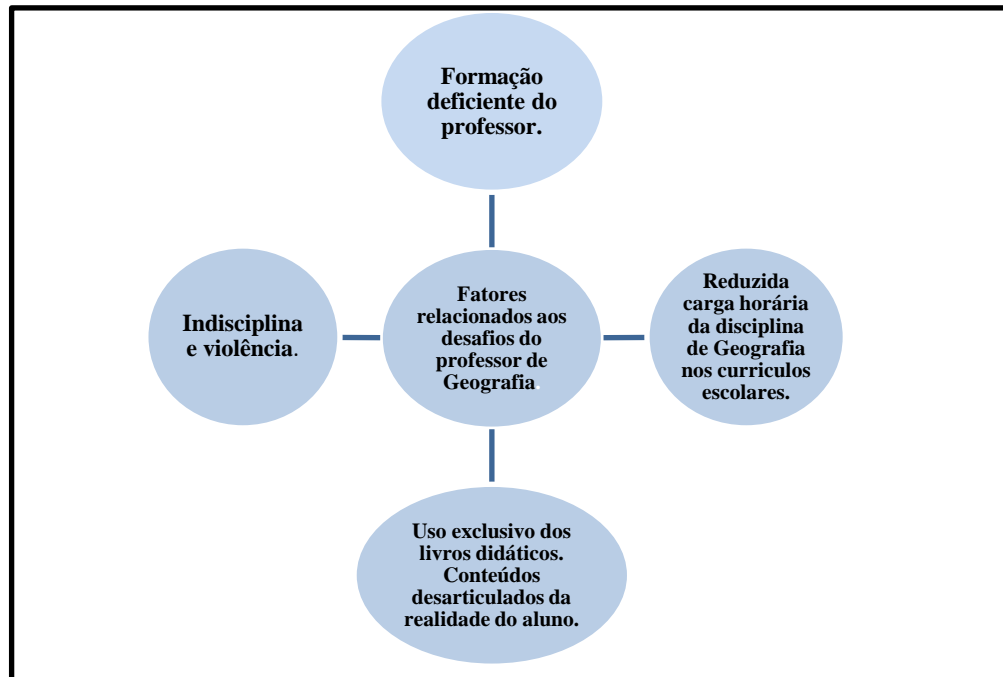 Formação
deficiente do
professor.
Indisciplina
e violência.
Fatores
relacionados aos
desafios do
professor de
Geografia.
Reduzida
carga horária
da disciplina
de Geografia
nos curriculos
escolares.
Uso exclusivo dos
livros didáticos.
Conteúdos
desarticulados da
realidade do aluno.